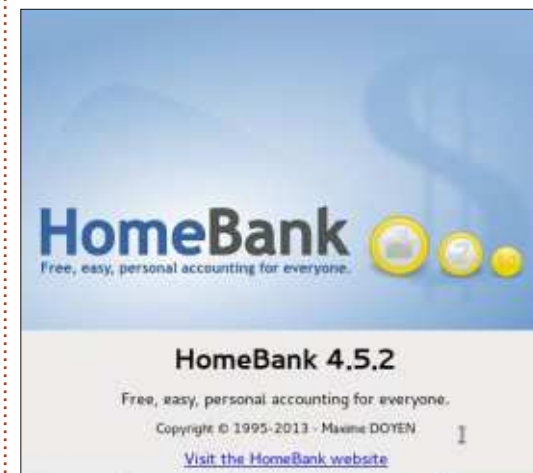 HomeBank
Free, easy, personal accounting for everyone.
HomeBank 4.5.2
Free, easy, personal accounting for everyone.
Copyright © 1995-2013 - Maxime DOYEN
Visit the HomeBank website